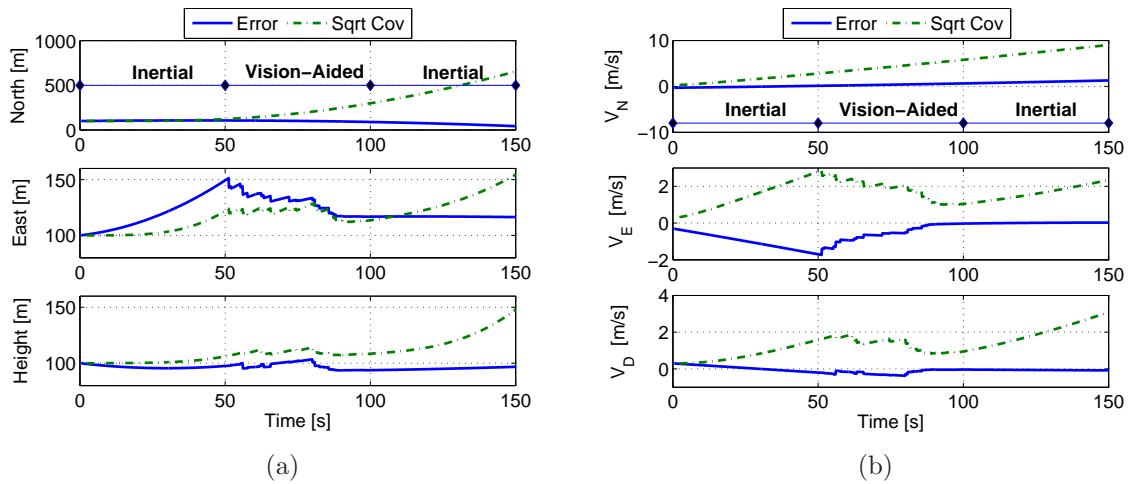 Error Sqrt Cov
1000
500
0
North [m]
Inertial Vision-Aided Inertial
0 50 100 150
150
100
East [m]
0 50 100 150
150
100
Height [m]
0 50 100 150
Time [s]
(a)
Error Sqrt Cov
10
0
-10
V_N [m/s]
Inertial Vision-Aided Inertial
0 50 100 150
2
0
-2
V_E [m/s]
0 50 100 150
4
2
0
V_D [m/s]
0 50 100 150
Time [s]
(b)